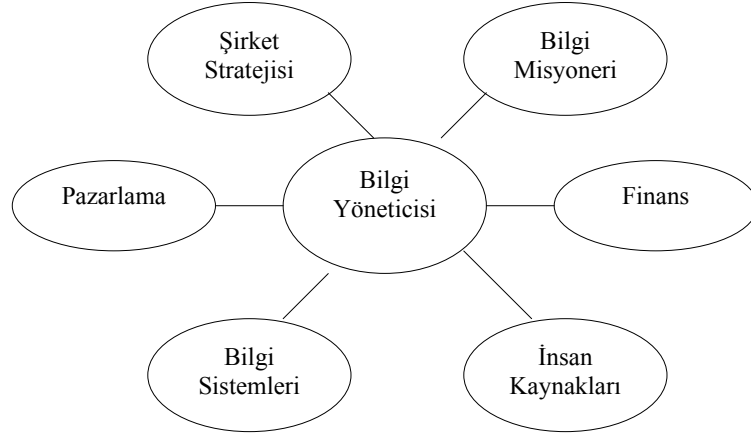 Şirket
Stratejisi
Bilgi
Misyoneri
Pazarlama
Bilgi
Yöneticisi
Finans
Bilgi
Sistemleri
İnsan
Kaynakları